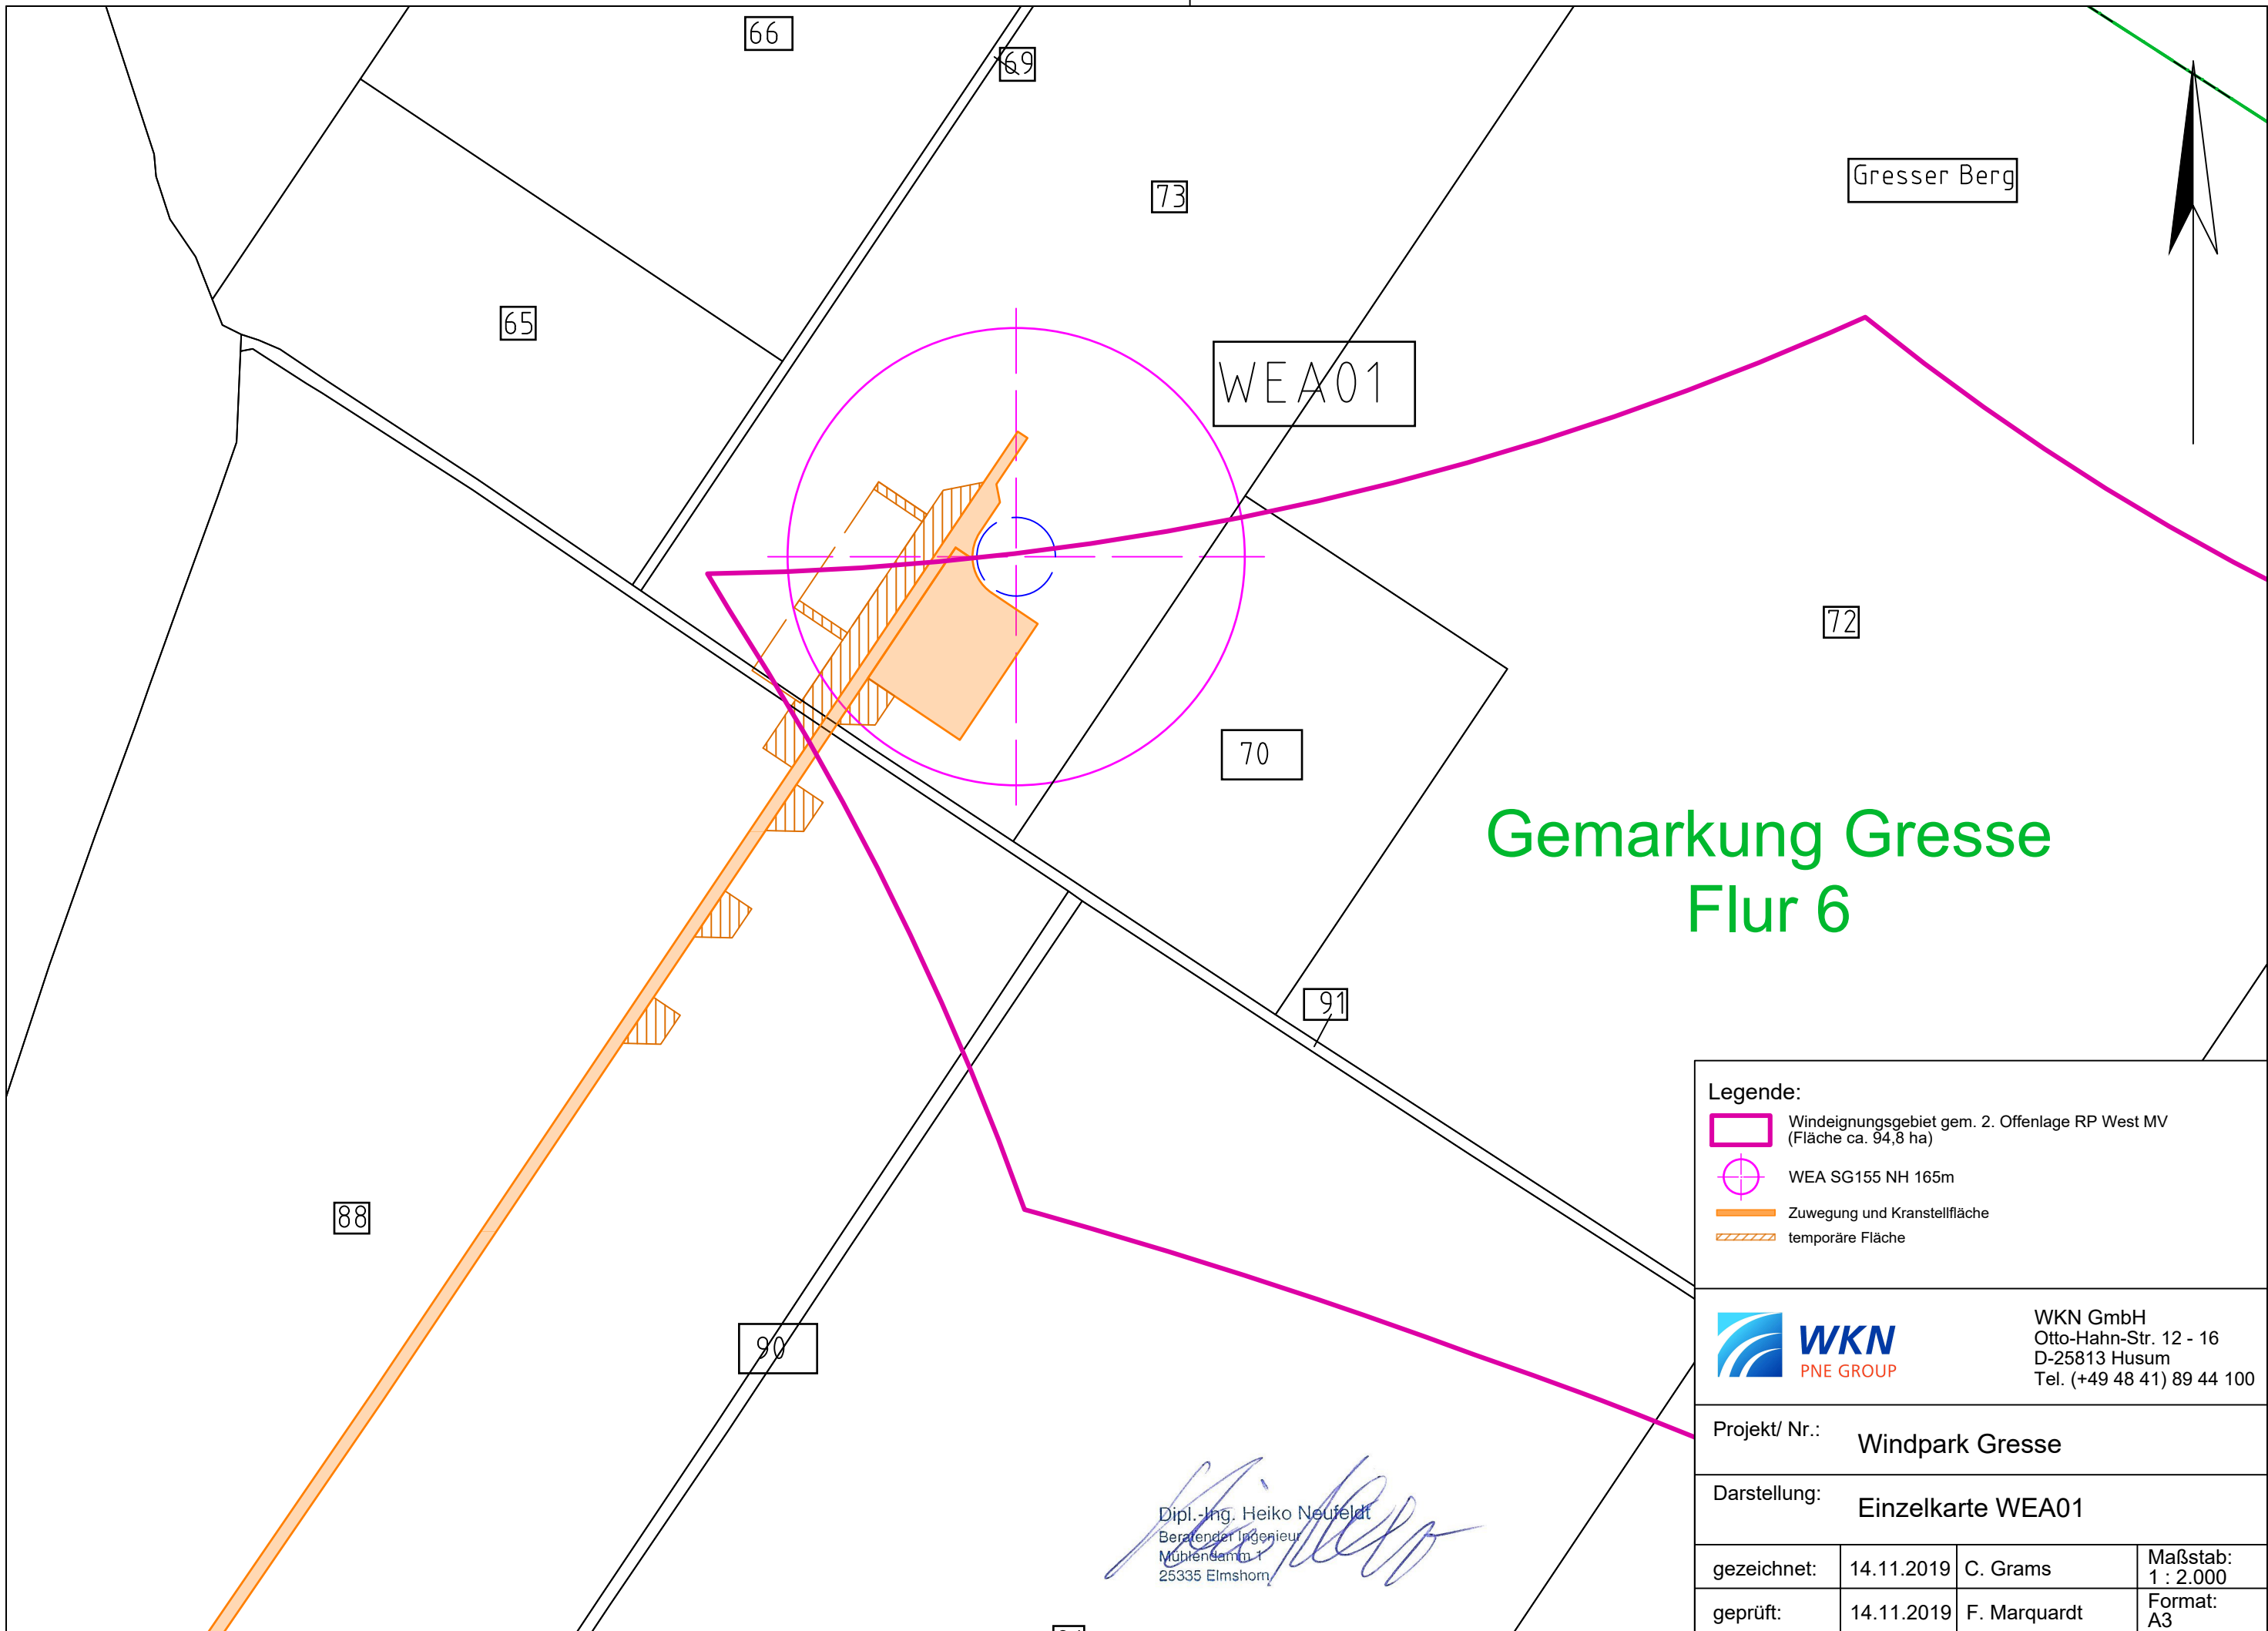 66
69
73
Gresser Berg
65
WEA01
72
70
Gemarkung Gresse
Flur 6
91
88
90
Legende:
Windeignungsgebiet gem. 2. Offenlage RP West MV
(Fläche ca. 94,8 ha)
WEA SG155 NH 165m
Zuwegung und Kranstellfläche
temporäre Fläche
WKN
PNE GROUP
WKN GmbH
Otto-Hahn-Str. 12 - 16
D-25813 Husum
Tel. (+49 48 41) 89 44 100
Projekt/ Nr.:
Windpark Gresse
Darstellung:
Einzelkarte WEA01
gezeichnet: 14.11.2019 C. Grams
Maßstab:
1 : 2.000
geprüft: 14.11.2019 F. Marquardt
Format:
A3
Dipl.-Ing. Heiko Neufeldt
Beratender Ingenieur
Mühlendamm 1
25335 Elmshorn